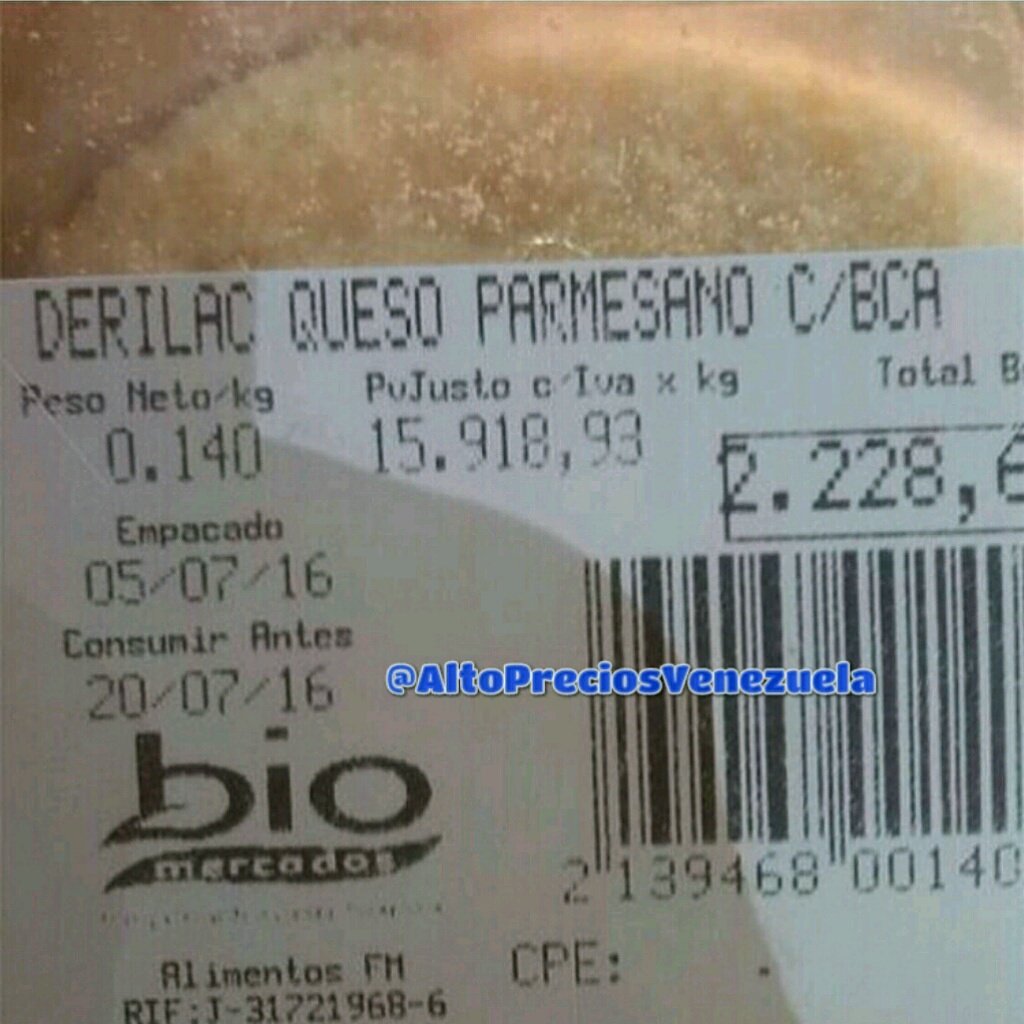 DERILAC QUESO PARMESANO C/BCA
Peso Neto/kg PvJusto c/Iva x kg Total B
0.140 15.918,93 2.228,6
Empacado
05/07/16
Consumir Antes
20/07/16
@AltoPreciosVenezuela
bio
mercados
2 139468 00140
Alimentos FM
CPE:
RIF:J-31721968-6